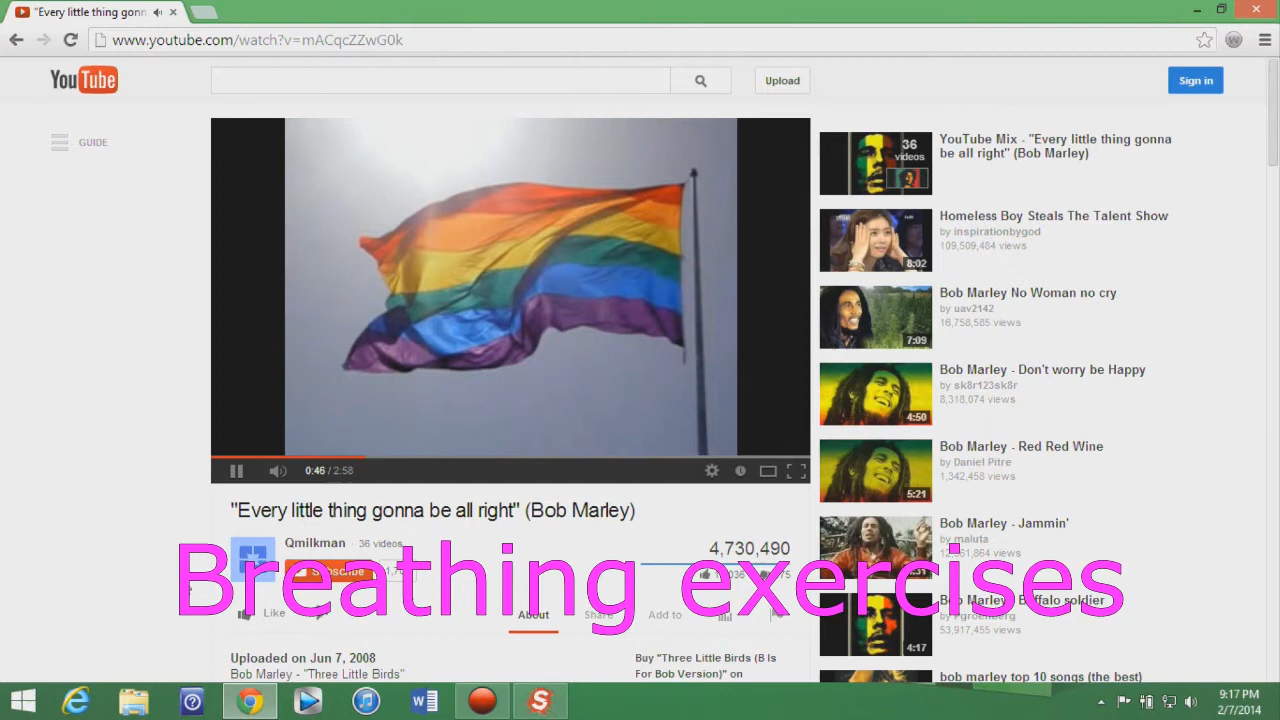 "Every little thing gonn
www.youtube.com/watch?v=mACqcZZwG0k
YouTube
Upload
Sign in
GUIDE
0:46 / 2:58
"Every little thing gonna be all right" (Bob Marley)
Qmilkman · 36 videos
Subscribe
4,730,490
Like
About
Share
Add to
Uploaded on Jun 7, 2008
Bob Marley - "Three Little Birds"
Buy "Three Little Birds (B Is
For Bob Version)" on
Breathing exercises
36
videos
YouTube Mix - "Every little thing gonna
be all right" (Bob Marley)
8:02
Homeless Boy Steals The Talent Show
by inspirationbygod
109,509,484 views
7:09
Bob Marley No Woman no cry
by uav2142
16,758,585 views
4:50
Bob Marley - Don't worry be Happy
by sk8r123sk8r
8,318,074 views
5:21
Bob Marley - Red Red Wine
by Daniel Pitre
1,342,458 views
Bob Marley - Jammin'
by maluta
4:17
Bob Marley - Buffalo soldier
53,917,455 views
bob marley top 10 songs (the best)
9:17 PM
2/7/2014